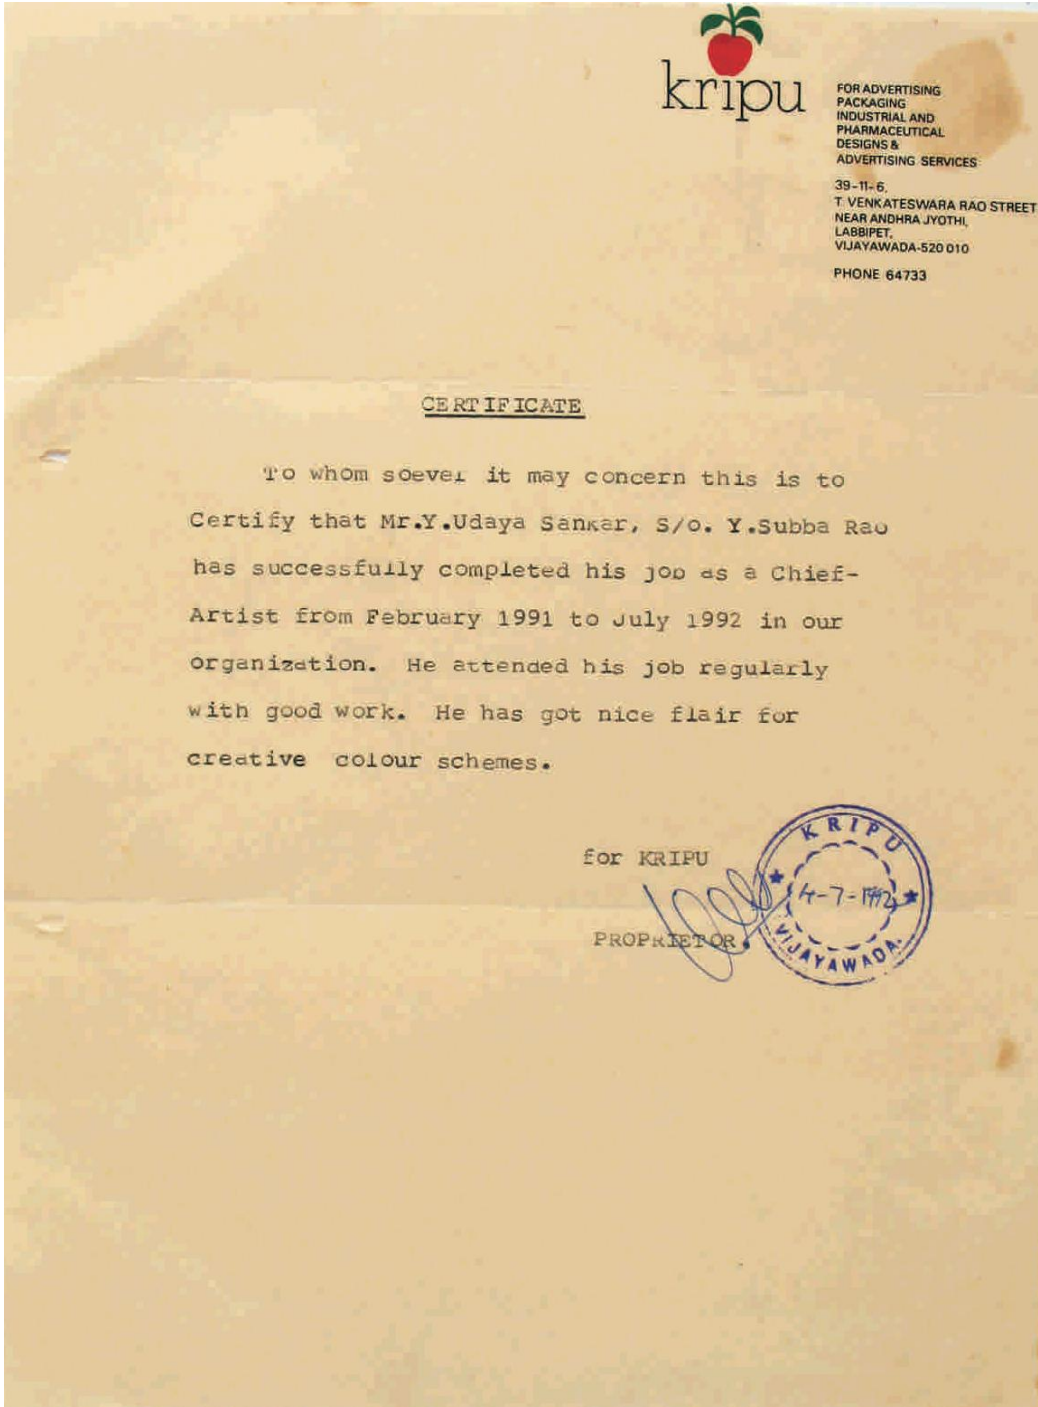 kripu
FOR ADVERTISING
PACKAGING
INDUSTRIAL AND
PHARMACEUTICAL
DESIGNS &
ADVERTISING SERVICES
39-11-6,
T. VENKATESWARA RAO STREET
NEAR ANDHRA JYOTHI,
LABBIPET,
VIJAYAWADA-520 010
PHONE 64733
CERTIFICATE
To whom soever it may concern this is to
Certify that Mr.Y.Udaya Sankar, S/o. Y.Subba Rao
has successfully completed his job as a Chief-
Artist from February 1991 to July 1992 in our
organization. He attended his job regularly
with good work. He has got nice flair for
creative colour schemes.
for KRIPU
PROPRIETOR.
KRIPU
4-7-1992
VIJAYAWADA.